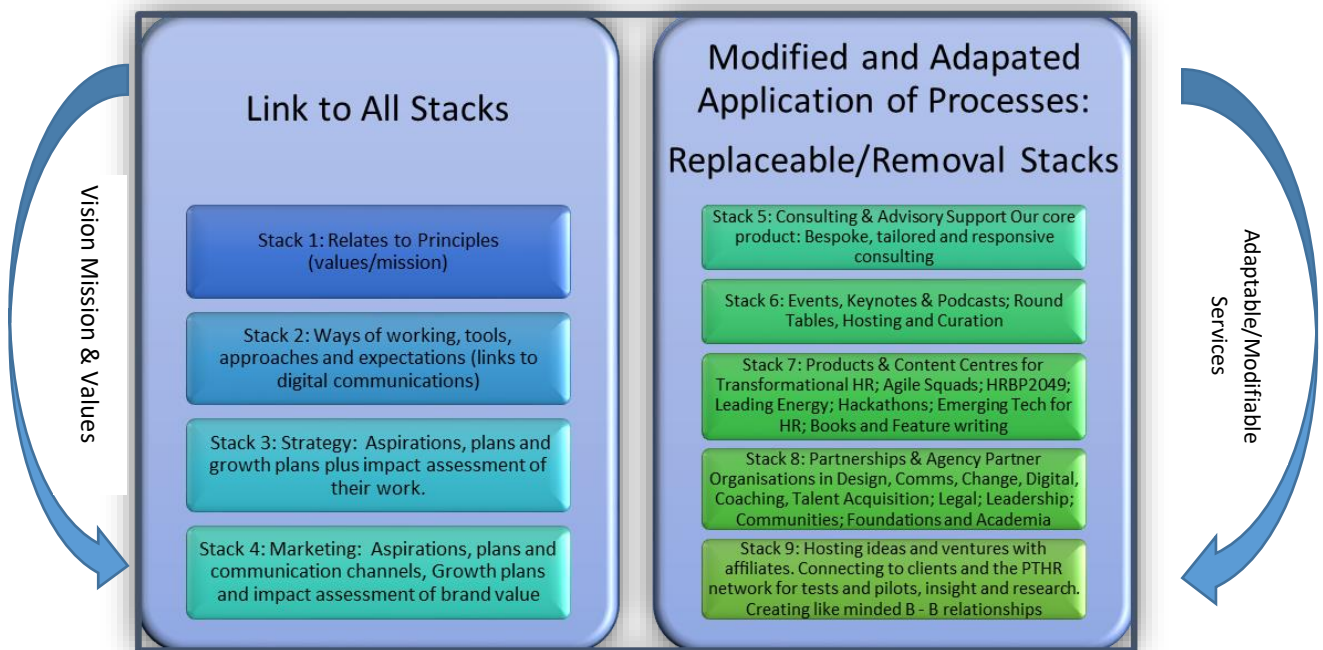 Vision Mission & Values
Link to All Stacks
Stack 1: Relates to Principles
(values/mission)
Stack 2: Ways of working, tools,
approaches and expectations (links to
digital communications)
Stack 3: Strategy: Aspirations, plans and
growth plans plus impact assessment of
their work.
Stack 4: Marketing: Aspirations, plans and
communication channels, Growth plans
and impact assessment of brand value
Modified and Adapated
Application of Processes:
Replaceable/Removal Stacks
Stack 5: Consulting & Advisory Support Our core
product: Bespoke, tailored and responsive
consulting
Stack 6: Events, Keynotes & Podcasts; Round
Tables, Hosting and Curation
Stack 7: Products & Content Centres for
Transformational HR; Agile Squads; HRBP2049;
Leading Energy; Hackathons; Emerging Tech for
HR; Books and Feature writing
Stack 8: Partnerships & Agency Partner
Organisations in Design, Comms, Change, Digital,
Coaching, Talent Acquisition; Legal; Leadership;
Communities; Foundations and Academia
Stack 9: Hosting ideas and ventures with
affiliates. Connecting to clients and the PTHR
network for tests and pilots, insight and research.
Creating like minded B - B relationships
Adaptable/Modifiable
Services